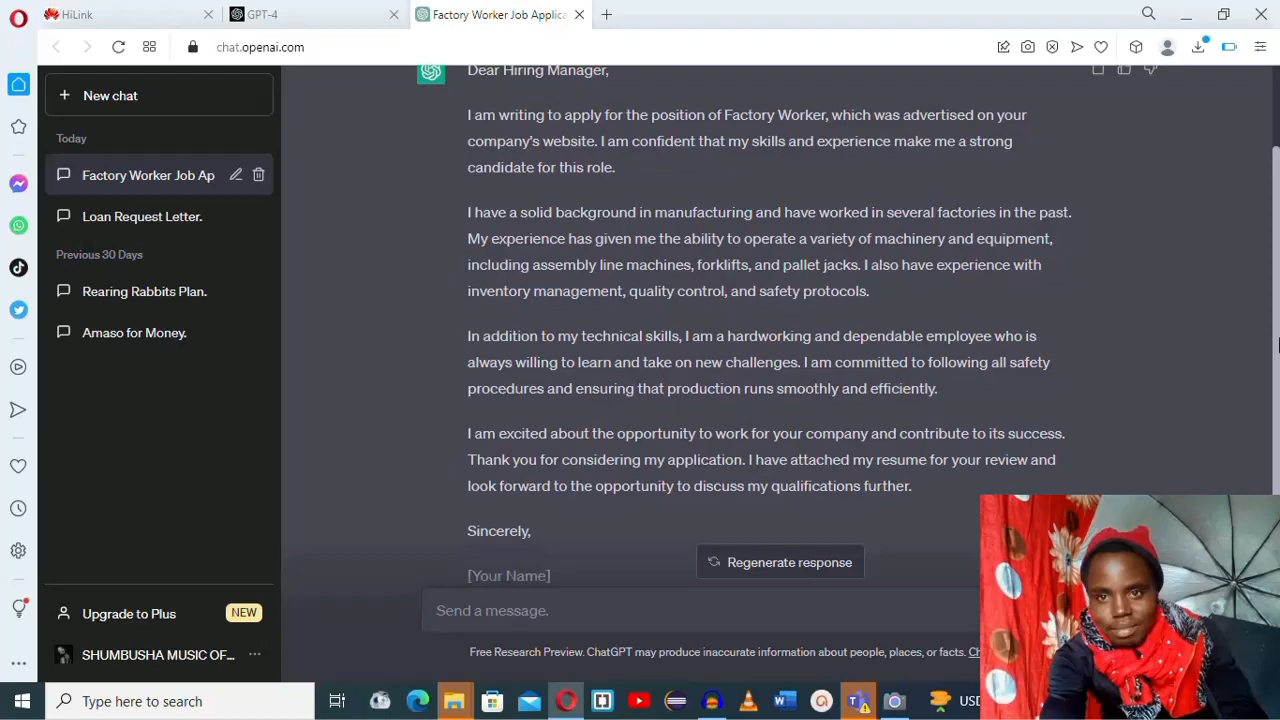 HiLink
GPT-4
Factory Worker Job Applica
chat.openai.com
New chat
Today
Factory Worker Job Ap
Loan Request Letter.
Previous 30 Days
Rearing Rabbits Plan.
Amaso for Money.
Upgrade to Plus
NEW
SHUMBUSHA MUSIC OF...
Dear Hiring Manager,
I am writing to apply for the position of Factory Worker, which was advertised on your
company's website. I am confident that my skills and experience make me a strong
candidate for this role.
I have a solid background in manufacturing and have worked in several factories in the past.
My experience has given me the ability to operate a variety of machinery and equipment,
including assembly line machines, forklifts, and pallet jacks. I also have experience with
inventory management, quality control, and safety protocols.
In addition to my technical skills, I am a hardworking and dependable employee who is
always willing to learn and take on new challenges. I am committed to following all safety
procedures and ensuring that production runs smoothly and efficiently.
I am excited about the opportunity to work for your company and contribute to its success.
Thank you for considering my application. I have attached my resume for your review and
look forward to the opportunity to discuss my qualifications further.
Sincerely,
[Your Name]
Regenerate response
Send a message.
Free Research Preview. ChatGPT may produce inaccurate information about people, places, or facts. Ch
Type here to search
USD